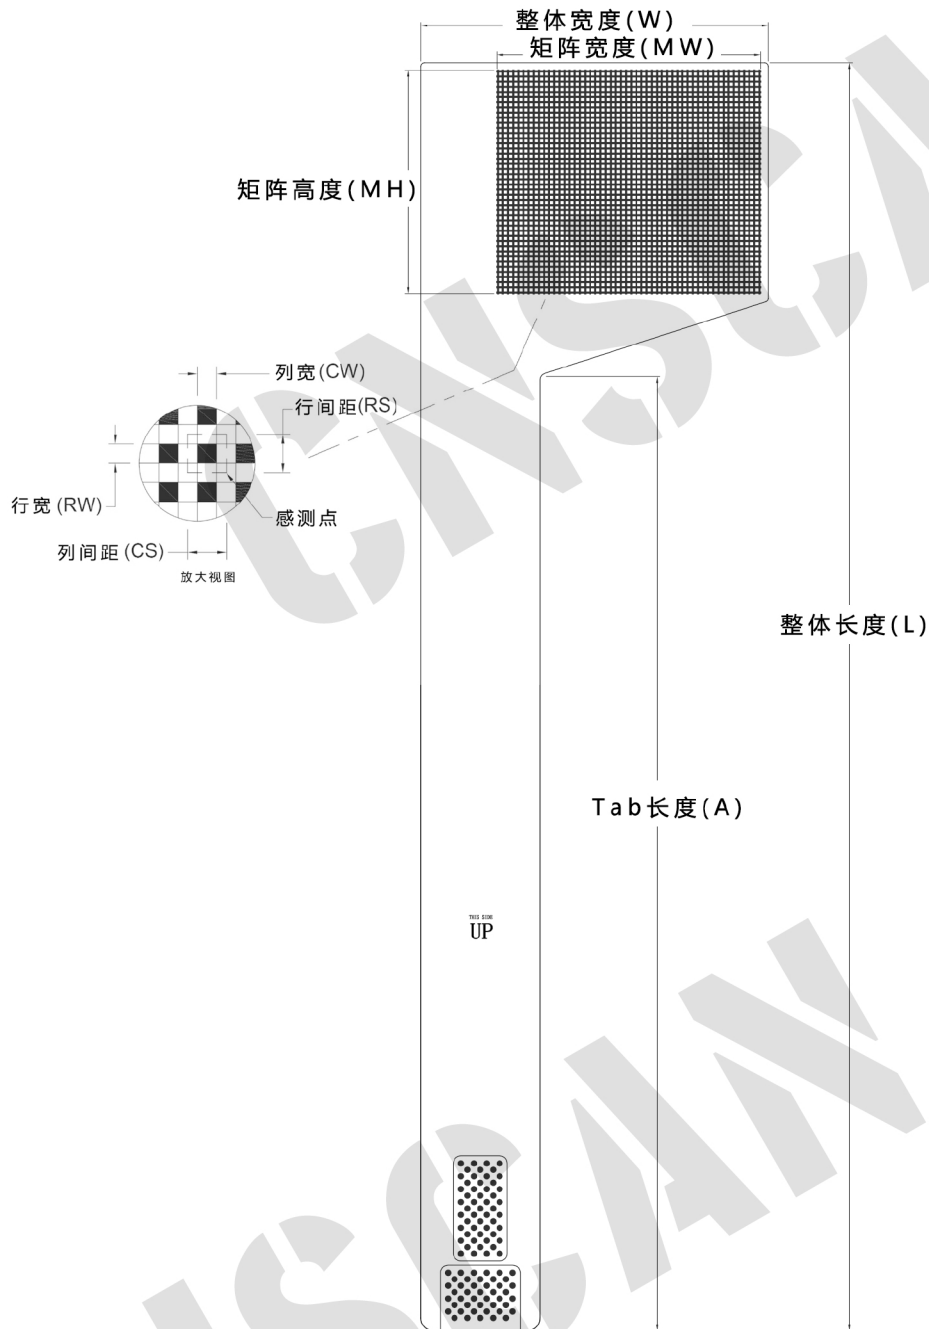 整体宽度(W)
矩阵宽度(MW)
矩阵高度(MH)
列宽(CW)
行间距(RS)
行宽(RW)
感测点
列间距(CS)
放大视图
整体长度(L)
Tab长度(A)
THIS SIDE
UP
CNSCAN
NSCAN